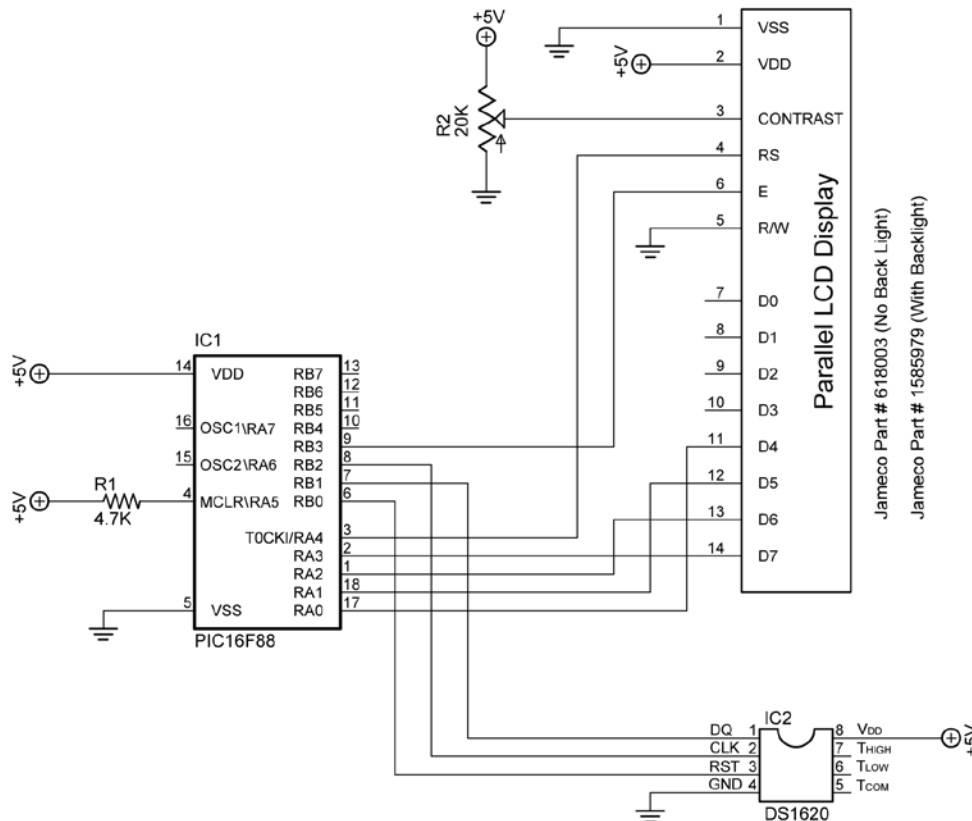 +5V
R2
20K
+5V
1
VSS
2
VDD
3
CONTRAST
4
RS
6
E
5
R/W
7
D0
8
D1
9
D2
10
D3
11
D4
12
D5
13
D6
14
D7
Parallel LCD Display
Jameco Part # 618003 (No Back Light)
Jameco Part # 1585979 (With Backlight)
IC1
+5V
14
VDD
16
OSC1\RA7
15
OSC2\RA6
+5V
R1
4.7K
4
MCLR\RA5
5
VSS
RB7
13
RB6
12
RB5
11
RB4
10
RB3
9
RB2
8
RB1
7
RB0
6
T0CKI/RA4
3
RA3
2
RA2
1
RA1
18
RA0
17
PIC16F88
IC2
DQ
1
CLK
2
RST
3
GND
4
8
VDD
7
THIGH
6
TLOW
5
TCOM
+5V
DS1620